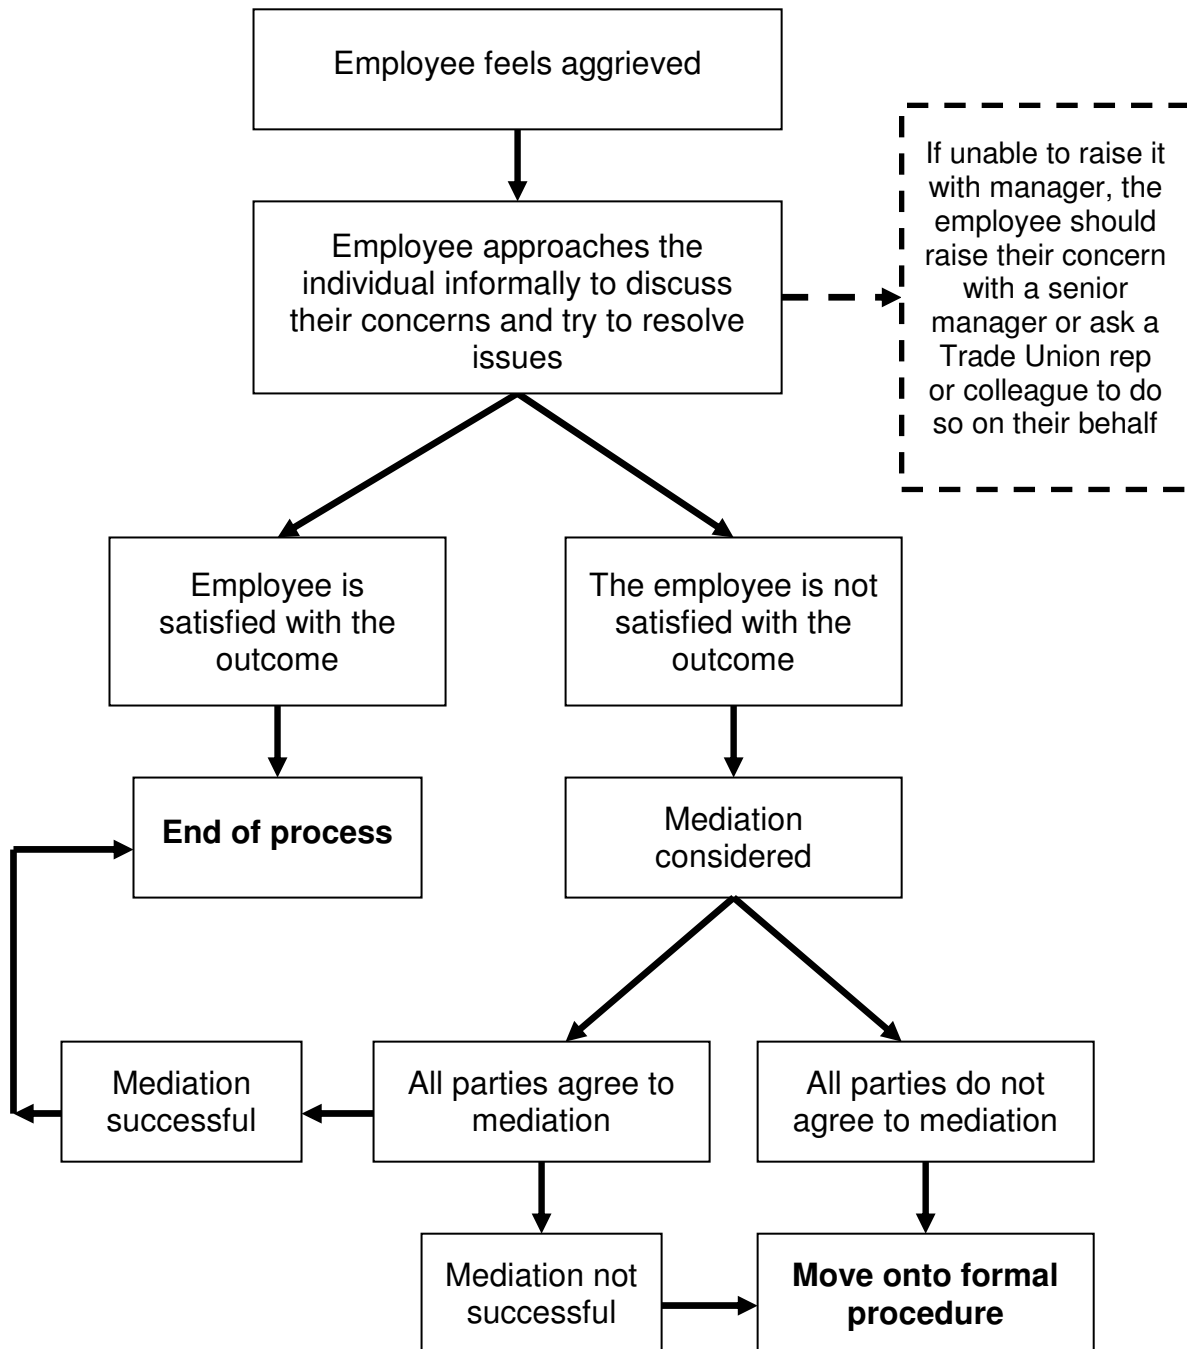 Employee feels aggrieved
Employee approaches the
individual informally to discuss
their concerns and try to resolve
issues
If unable to raise it
with manager, the
employee should
raise their concern
with a senior
manager or ask a
Trade Union rep
or colleague to do
so on their behalf
Employee is
satisfied with the
outcome
The employee is not
satisfied with the
outcome
End of process
Mediation
considered
Mediation
successful
All parties agree to
mediation
All parties do not
agree to mediation
Mediation not
successful
Move onto formal
procedure